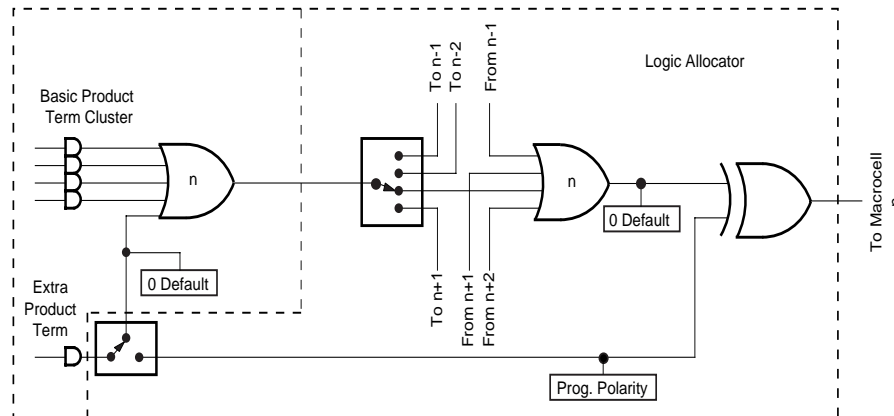 To n-1
To n-2
From n-1
Logic Allocator
Basic Product
Term Cluster
n
n
0 Default
To Macrocell
n
0 Default
To n+1
From n+1
From n+2
Extra
Product
Term
Prog. Polarity